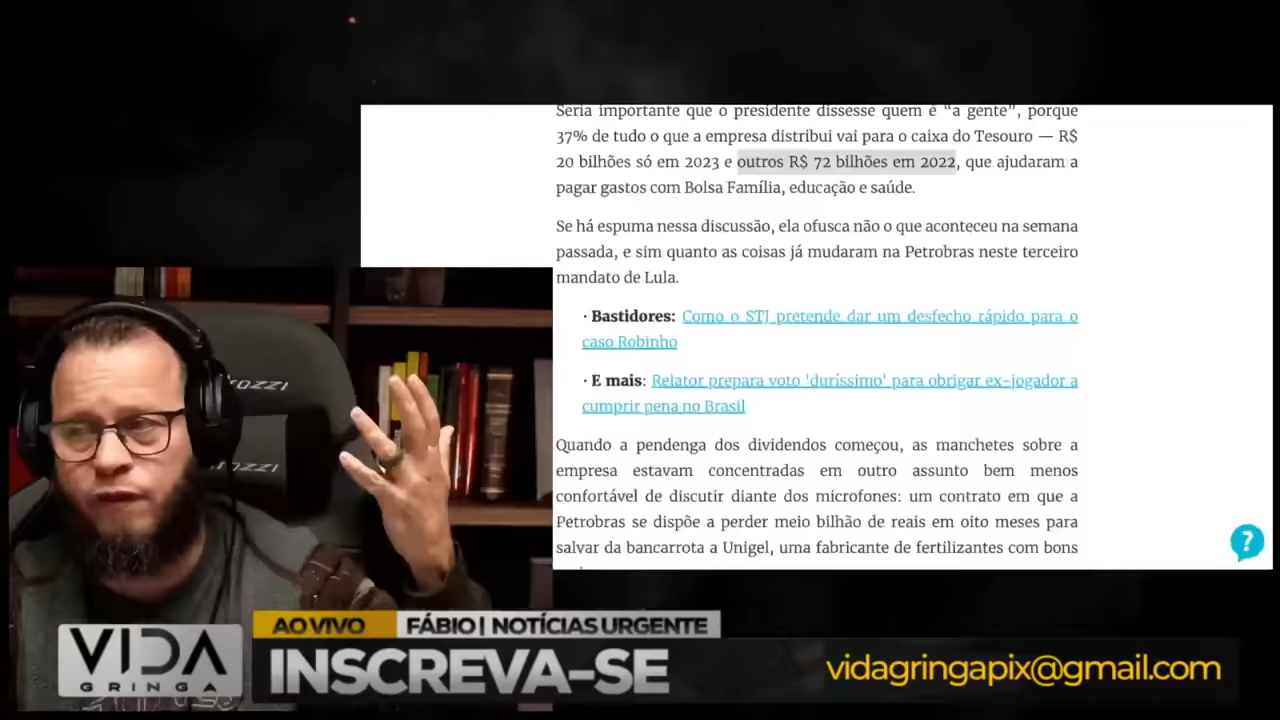 Seria importante que o presidente dissesse quem é “a gente”, porque
37% de tudo o que a empresa distribui vai para o caixa do Tesouro — R$
20 bilhões só em 2023 e outros R$ 72 bilhões em 2022, que ajudaram a
pagar gastos com Bolsa Família, educação e saúde.
Se há espuma nessa discussão, ela ofusca não o que aconteceu na semana
passada, e sim quanto as coisas já mudaram na Petrobras neste terceiro
mandato de Lula.
· Bastidores: Como o STJ pretende dar um desfecho rápido para o
caso Robinho
· E mais: Relator prepara voto 'duríssimo' para obrigar ex-jogador a
cumprir pena no Brasil
Quando a pendenga dos dividendos começou, as manchetes sobre a
empresa estavam concentradas em outro assunto bem menos
confortável de discutir diante dos microfones: um contrato em que a
Petrobras se dispõe a perder meio bilhão de reais em oito meses para
salvar da bancarrota a Unigel, uma fabricante de fertilizantes com bons
?
AO VIVO FÁBIO | NOTÍCIAS URGENTE
VIDA
GRINGA
INSCREVA-SE
vidagringapix@gmail.com